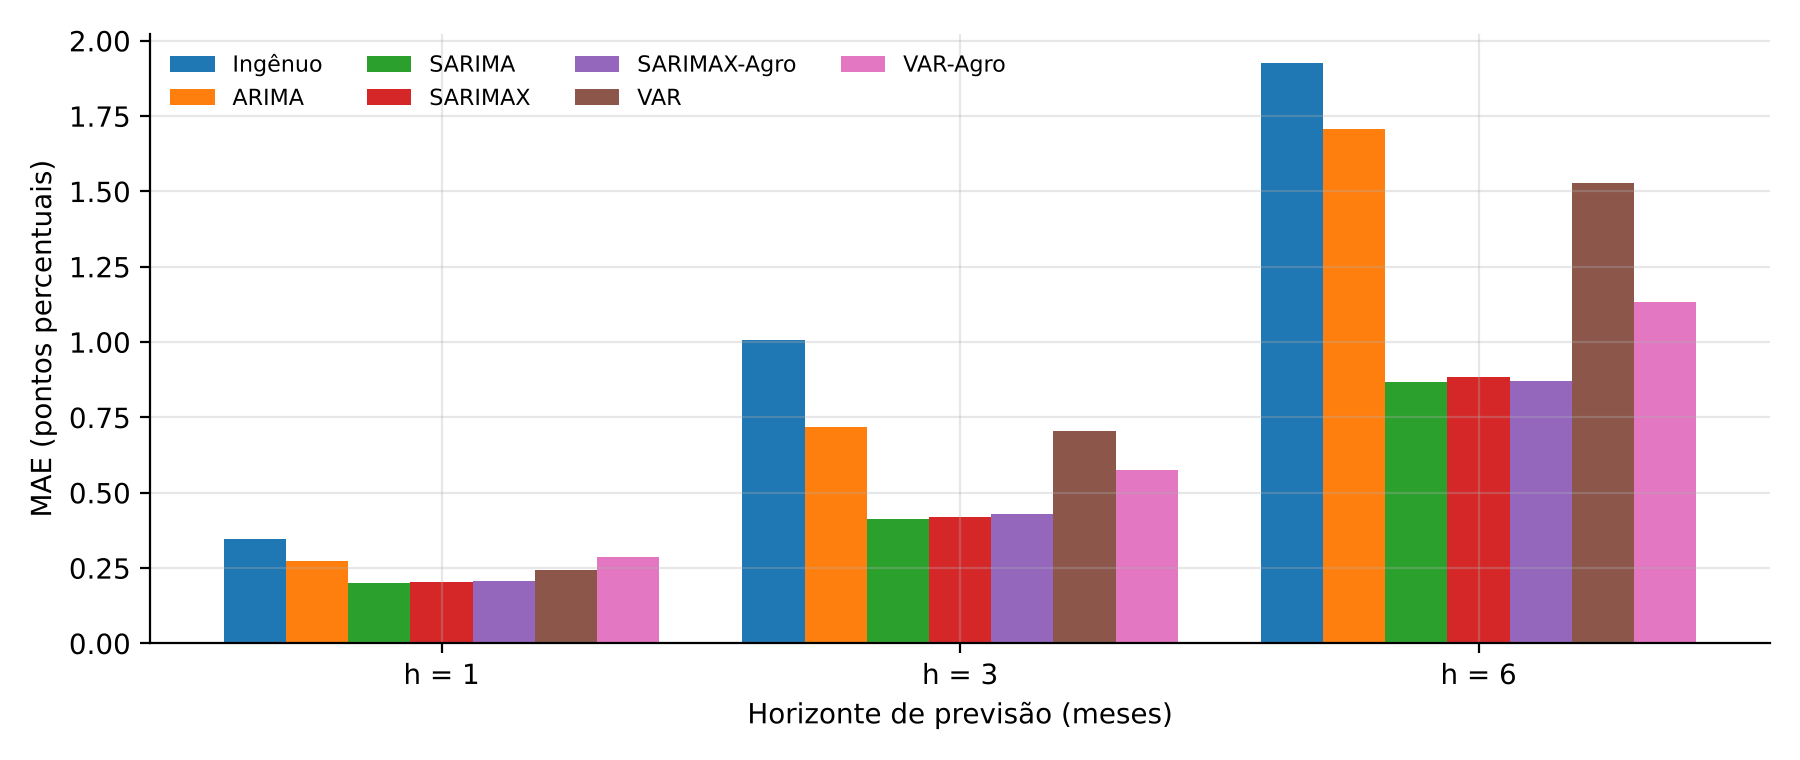 2.00
1.75
1.50
1.25
1.00
0.75
0.50
0.25
0.00
MAE (pontos percentuais)
Ingênuo SARIMA SARIMAX-Agro VAR-Agro
ARIMA SARIMAX VAR
h = 1 h = 3 h = 6
Horizonte de previsão (meses)